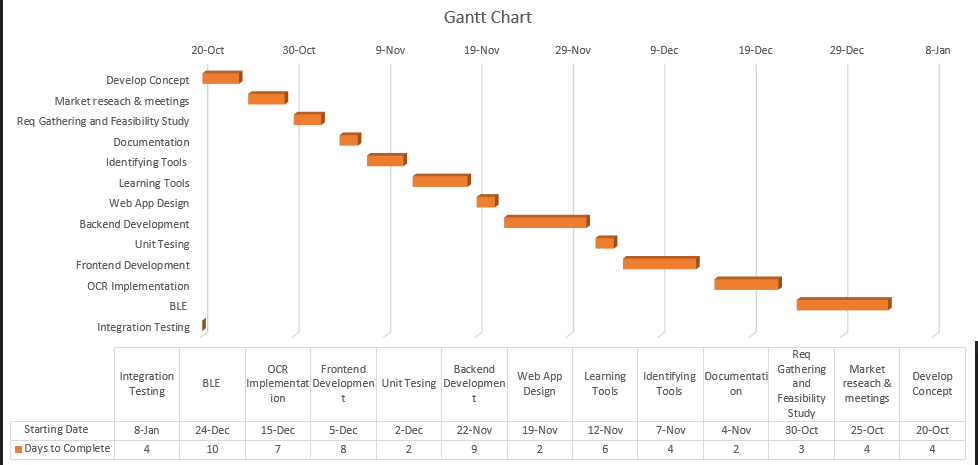 Gantt Chart
20-Oct 30-Oct 9-Nov 19-Nov 29-Nov 9-Dec 19-Dec 29-Dec 8-Jan
Develop Concept
Market reseach & meetings
Req Gathering and Feasibility Study
Documentation
Identifying Tools
Learning Tools
Web App Design
Backend Development
Unit Tesing
Frontend Development
OCR Implementation
BLE
Integration Testing
Integration Testing BLE OCR Implementation Frontend Development Unit Tesing Backend Development Web App Design Learning Tools Identifying Tools Documentation Req Gathering and Feasibility Study Market reseach & meetings Develop Concept
Starting Date 8-Jan 24-Dec 15-Dec 5-Dec 2-Dec 22-Nov 19-Nov 12-Nov 7-Nov 4-Nov 30-Oct 25-Oct 20-Oct
Days to Complete 4 10 7 8 2 9 2 6 4 2 3 4 4